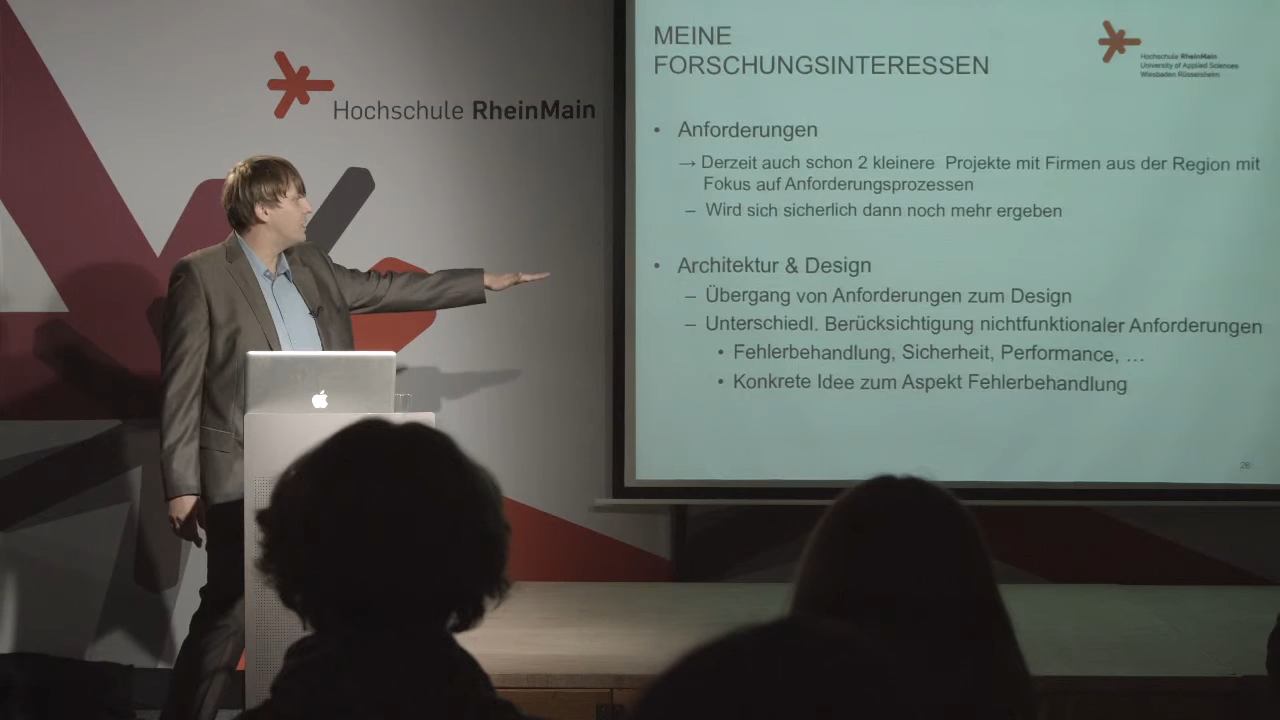 Hochschule RheinMain
MEINE
FORSCHUNGSINTERESSEN
Hochschule RheinMain
University of Applied Sciences
Wiesbaden Rüsselsheim
• Anforderungen
→ Derzeit auch schon 2 kleinere Projekte mit Firmen aus der Region mit
Fokus auf Anforderungsprozessen
– Wird sich sicherlich dann noch mehr ergeben
• Architektur & Design
– Übergang von Anforderungen zum Design
– Unterschiedl. Berücksichtigung nichtfunktionaler Anforderungen
• Fehlerbehandlung, Sicherheit, Performance, …
• Konkrete Idee zum Aspekt Fehlerbehandlung
26